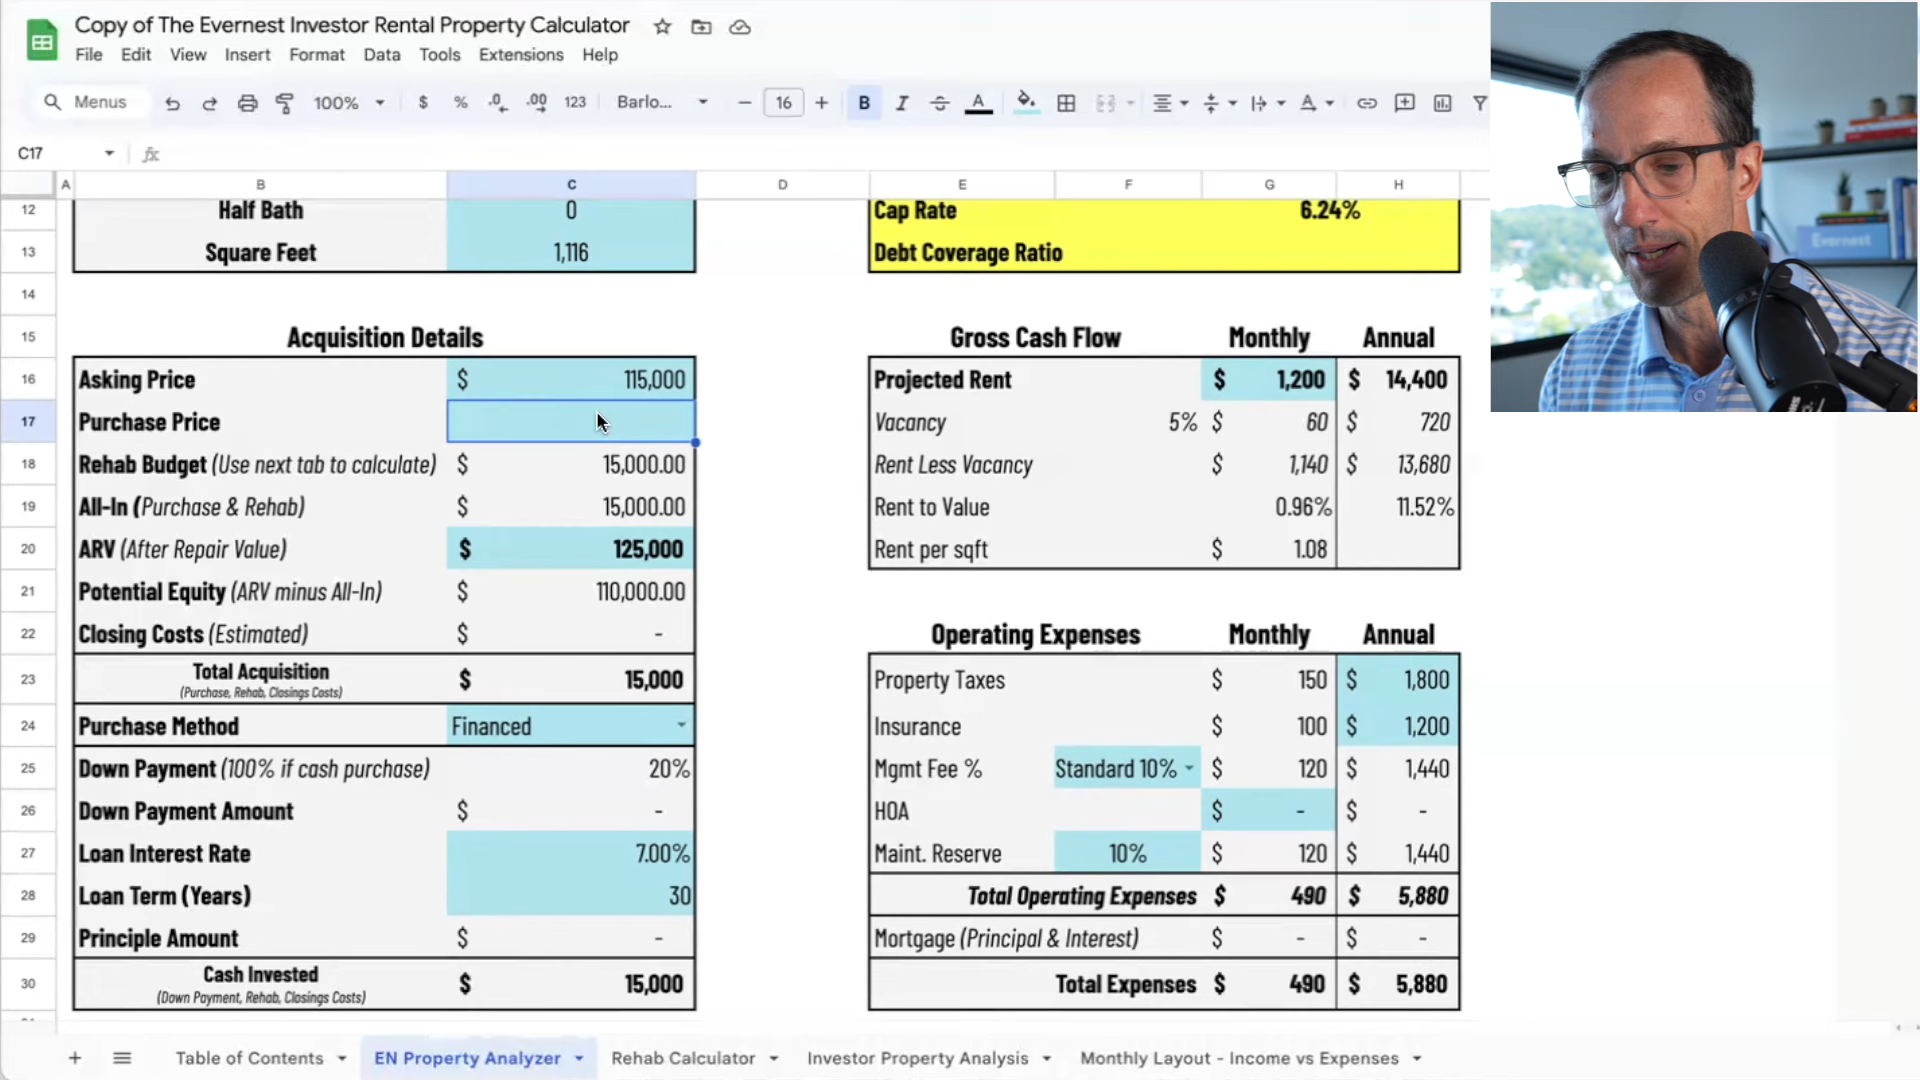 Copy of The Evernest Investor Rental Property Calculator
File Edit View Insert Format Data Tools Extensions Help
Menus 100% $ % .0 .00 123 Barlo... 16 B I A
C17 fx
A B C D E F G H
12 Half Bath 0 Cap Rate 6.24%
13 Square Feet 1,116 Debt Coverage Ratio
14
15 Acquisition Details Gross Cash Flow Monthly Annual
16 Asking Price $ 115,000 Projected Rent $ 1,200 $ 14,400
17 Purchase Price Vacancy 5% $ 60 $ 720
18 Rehab Budget (Use next tab to calculate) $ 15,000.00 Rent Less Vacancy $ 1,140 $ 13,680
19 All-In (Purchase & Rehab) $ 15,000.00 Rent to Value 0.96% 11.52%
20 ARV (After Repair Value) $ 125,000 Rent per sqft $ 1.08
21 Potential Equity (ARV minus All-In) $ 110,000.00
22 Closing Costs (Estimated) $ - Operating Expenses Monthly Annual
23 Total Acquisition $ 15,000 Property Taxes $ 150 $ 1,800
(Purchase, Rehab, Closings Costs)
24 Purchase Method Financed Insurance $ 100 $ 1,200
25 Down Payment (100% if cash purchase) 20% Mgmt Fee % Standard 10% $ 120 $ 1,440
26 Down Payment Amount $ - HOA $ - $ -
27 Loan Interest Rate 7.00% Maint. Reserve 10% $ 120 $ 1,440
28 Loan Term (Years) 30 Total Operating Expenses $ 490 $ 5,880
29 Principle Amount $ - Mortgage (Principal & Interest) $ - $ -
30 Cash Invested $ 15,000 Total Expenses $ 490 $ 5,880
(Down Payment, Rehab, Closings Costs)
+ Table of Contents EN Property Analyzer Rehab Calculator Investor Property Analysis Monthly Layout - Income vs Expenses
Evernest